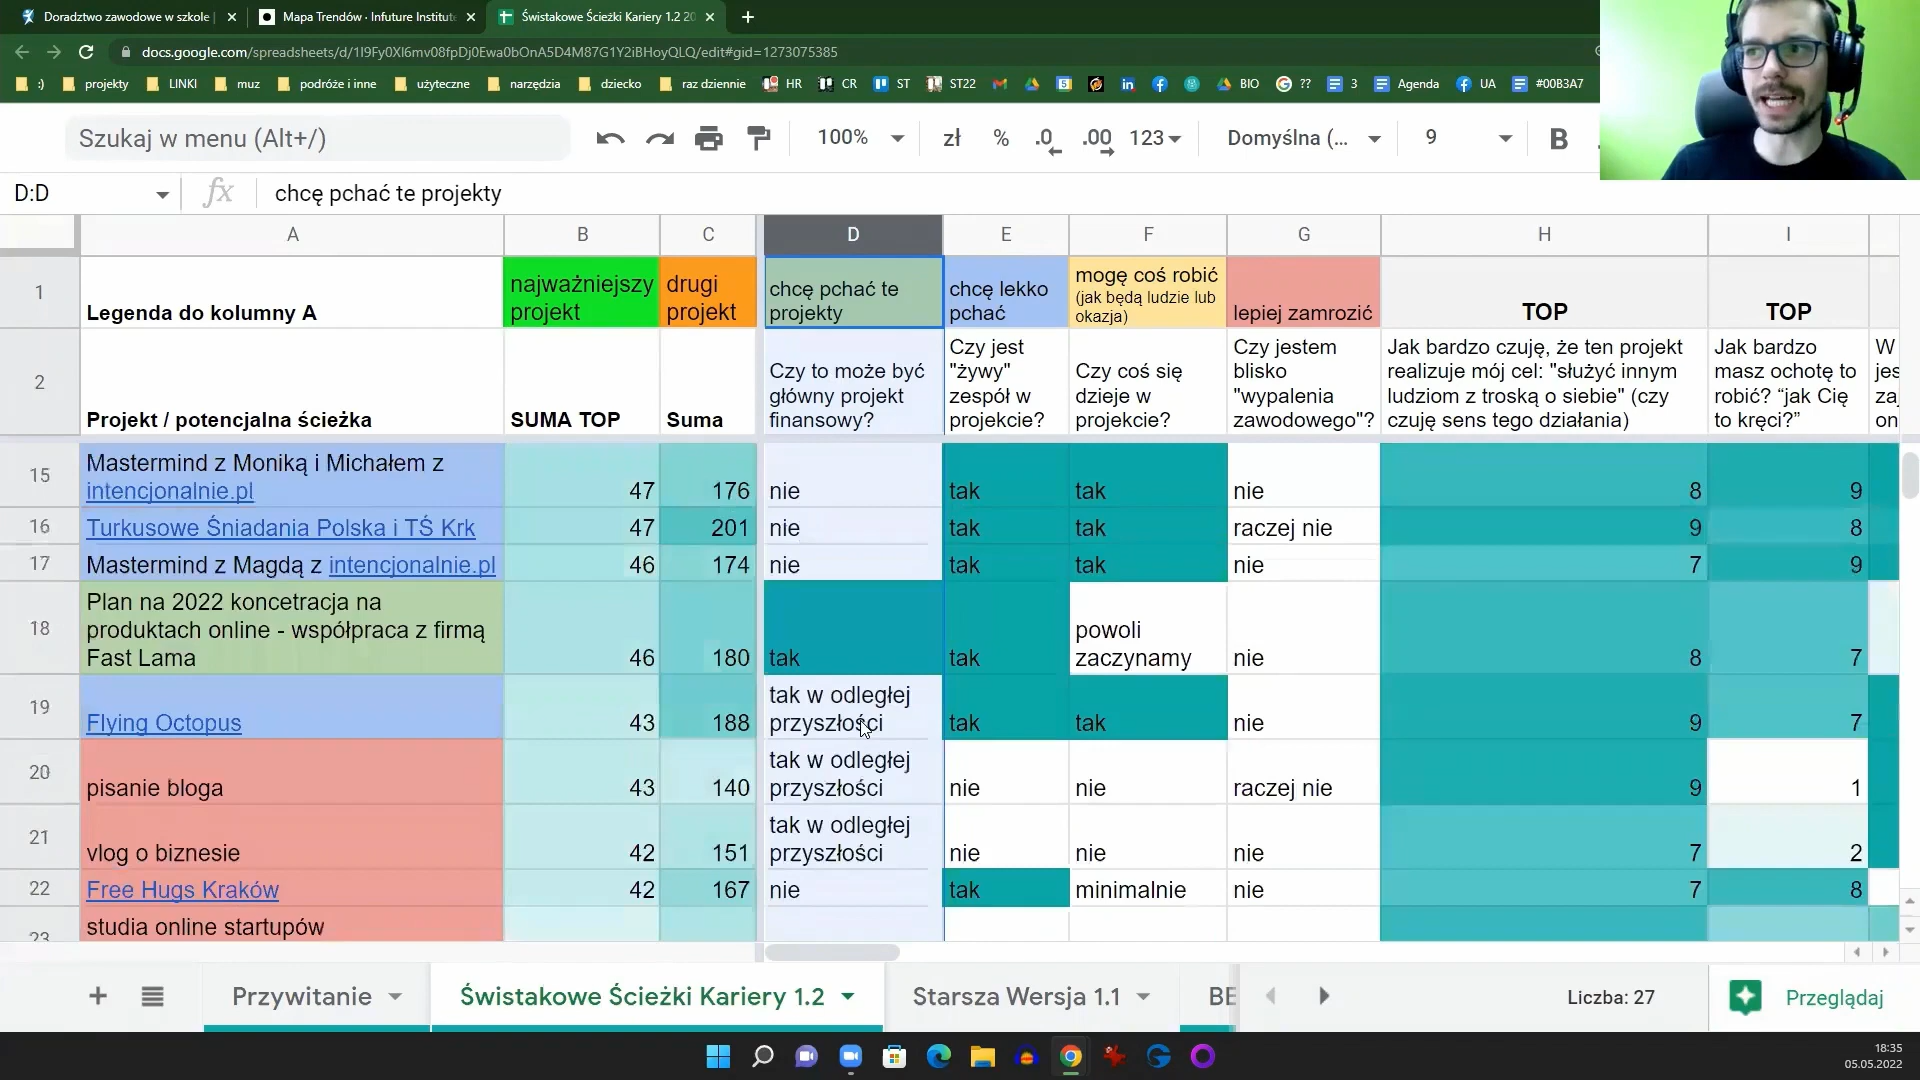 Doradztwo zawodowe w szkole
Mapa Trendów · Infuture Institute
Świstakowe Ścieżki Kariery 1.2 20
docs.google.com/spreadsheets/d/1I9Fy0Xl6mv08fpDj0Ewa0bOnA5D4M87G1Y2iBHoyQLQ/edit#gid=1273075385
:) projekty LINKI muz podróże i inne użyteczne narzędzia dziecko raz dziennie HR CR ST ST22 BIO ?? 3 Agenda UA #00B3A7
Szukaj w menu (Alt+/) 100% zł % .0 .00 123 Domyślna (... 9 B
D:D fx chcę pchać te projekty
A B C D E F G H I
1
Legenda do kolumny A
najważniejszy
projekt
drugi
projekt
chcę pchać te
projekty
chcę lekko
pchać
mogę coś robić
(jak będą ludzie lub
okazja)
lepiej zamrozić
TOP
TOP
2
Projekt / potencjalna ścieżka
SUMA TOP
Suma
Czy to może być
główny projekt
finansowy?
Czy jest
"żywy"
zespół w
projekcie?
Czy coś się
dzieje w
projekcie?
Czy jestem
blisko
"wypalenia
zawodowego"?
Jak bardzo czuję, że ten projekt
realizuje mój cel: "służyć innym
ludziom z troską o siebie" (czy
czuję sens tego działania)
Jak bardzo
masz ochotę to
robić? “jak Cię
to kręci?”
W
jes
zaj
on
15
Mastermind z Moniką i Michałem z
intencjonalnie.pl
47 176 nie tak tak nie 8 9
16 Turkusowe Śniadania Polska i TŚ Krk 47 201 nie tak tak raczej nie 9 8
17 Mastermind z Magdą z intencjonalnie.pl 46 174 nie tak tak nie 7 9
18
Plan na 2022 koncetracja na
produktach online - współpraca z firmą
Fast Lama
46 180 tak tak
powoli
zaczynamy
nie 8 7
19
Flying Octopus 43 188
tak w odległej
przyszłości
tak tak nie 9 7
20
pisanie bloga 43 140
tak w odległej
przyszłości
nie nie raczej nie 9 1
21
vlog o biznesie 42 151
tak w odległej
przyszłości
nie nie nie 7 2
22 Free Hugs Kraków 42 167 nie tak minimalnie nie 7 8
23 studia online startupów
Przywitanie Świstakowe Ścieżki Kariery 1.2 Starsza Wersja 1.1 BE Liczba: 27 Przeglądaj
18:35
05.05.2022